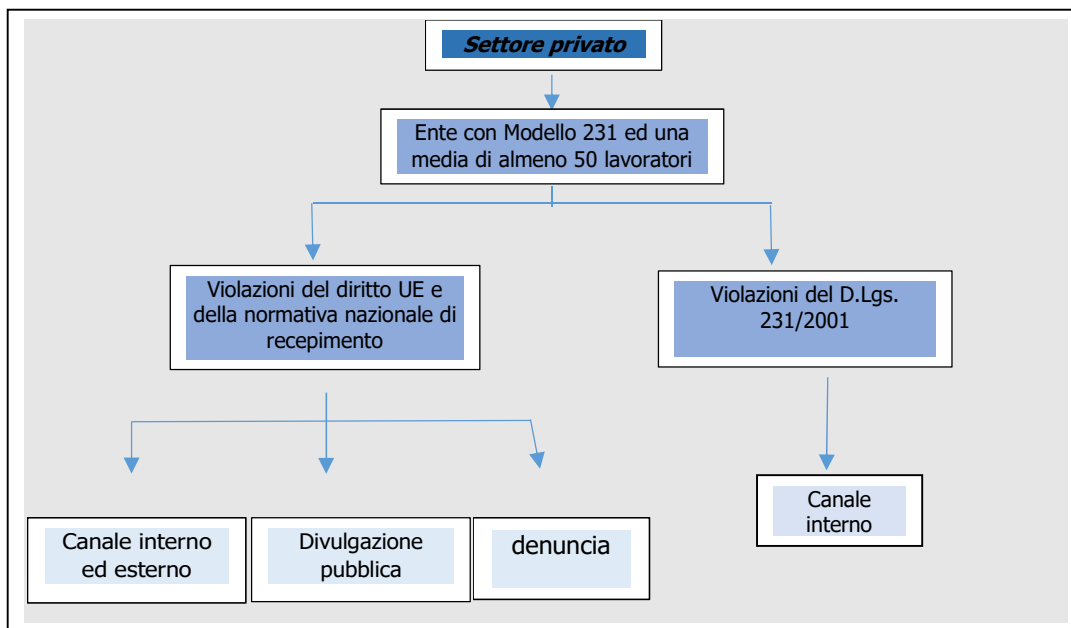 Settore privato
Ente con Modello 231 ed una
media di almeno 50 lavoratori
Violazioni del diritto UE e
della normativa nazionale di
recepimento
Violazioni del D.Lgs.
231/2001
Canale interno
ed esterno
Divulgazione
pubblica
denuncia
Canale
interno